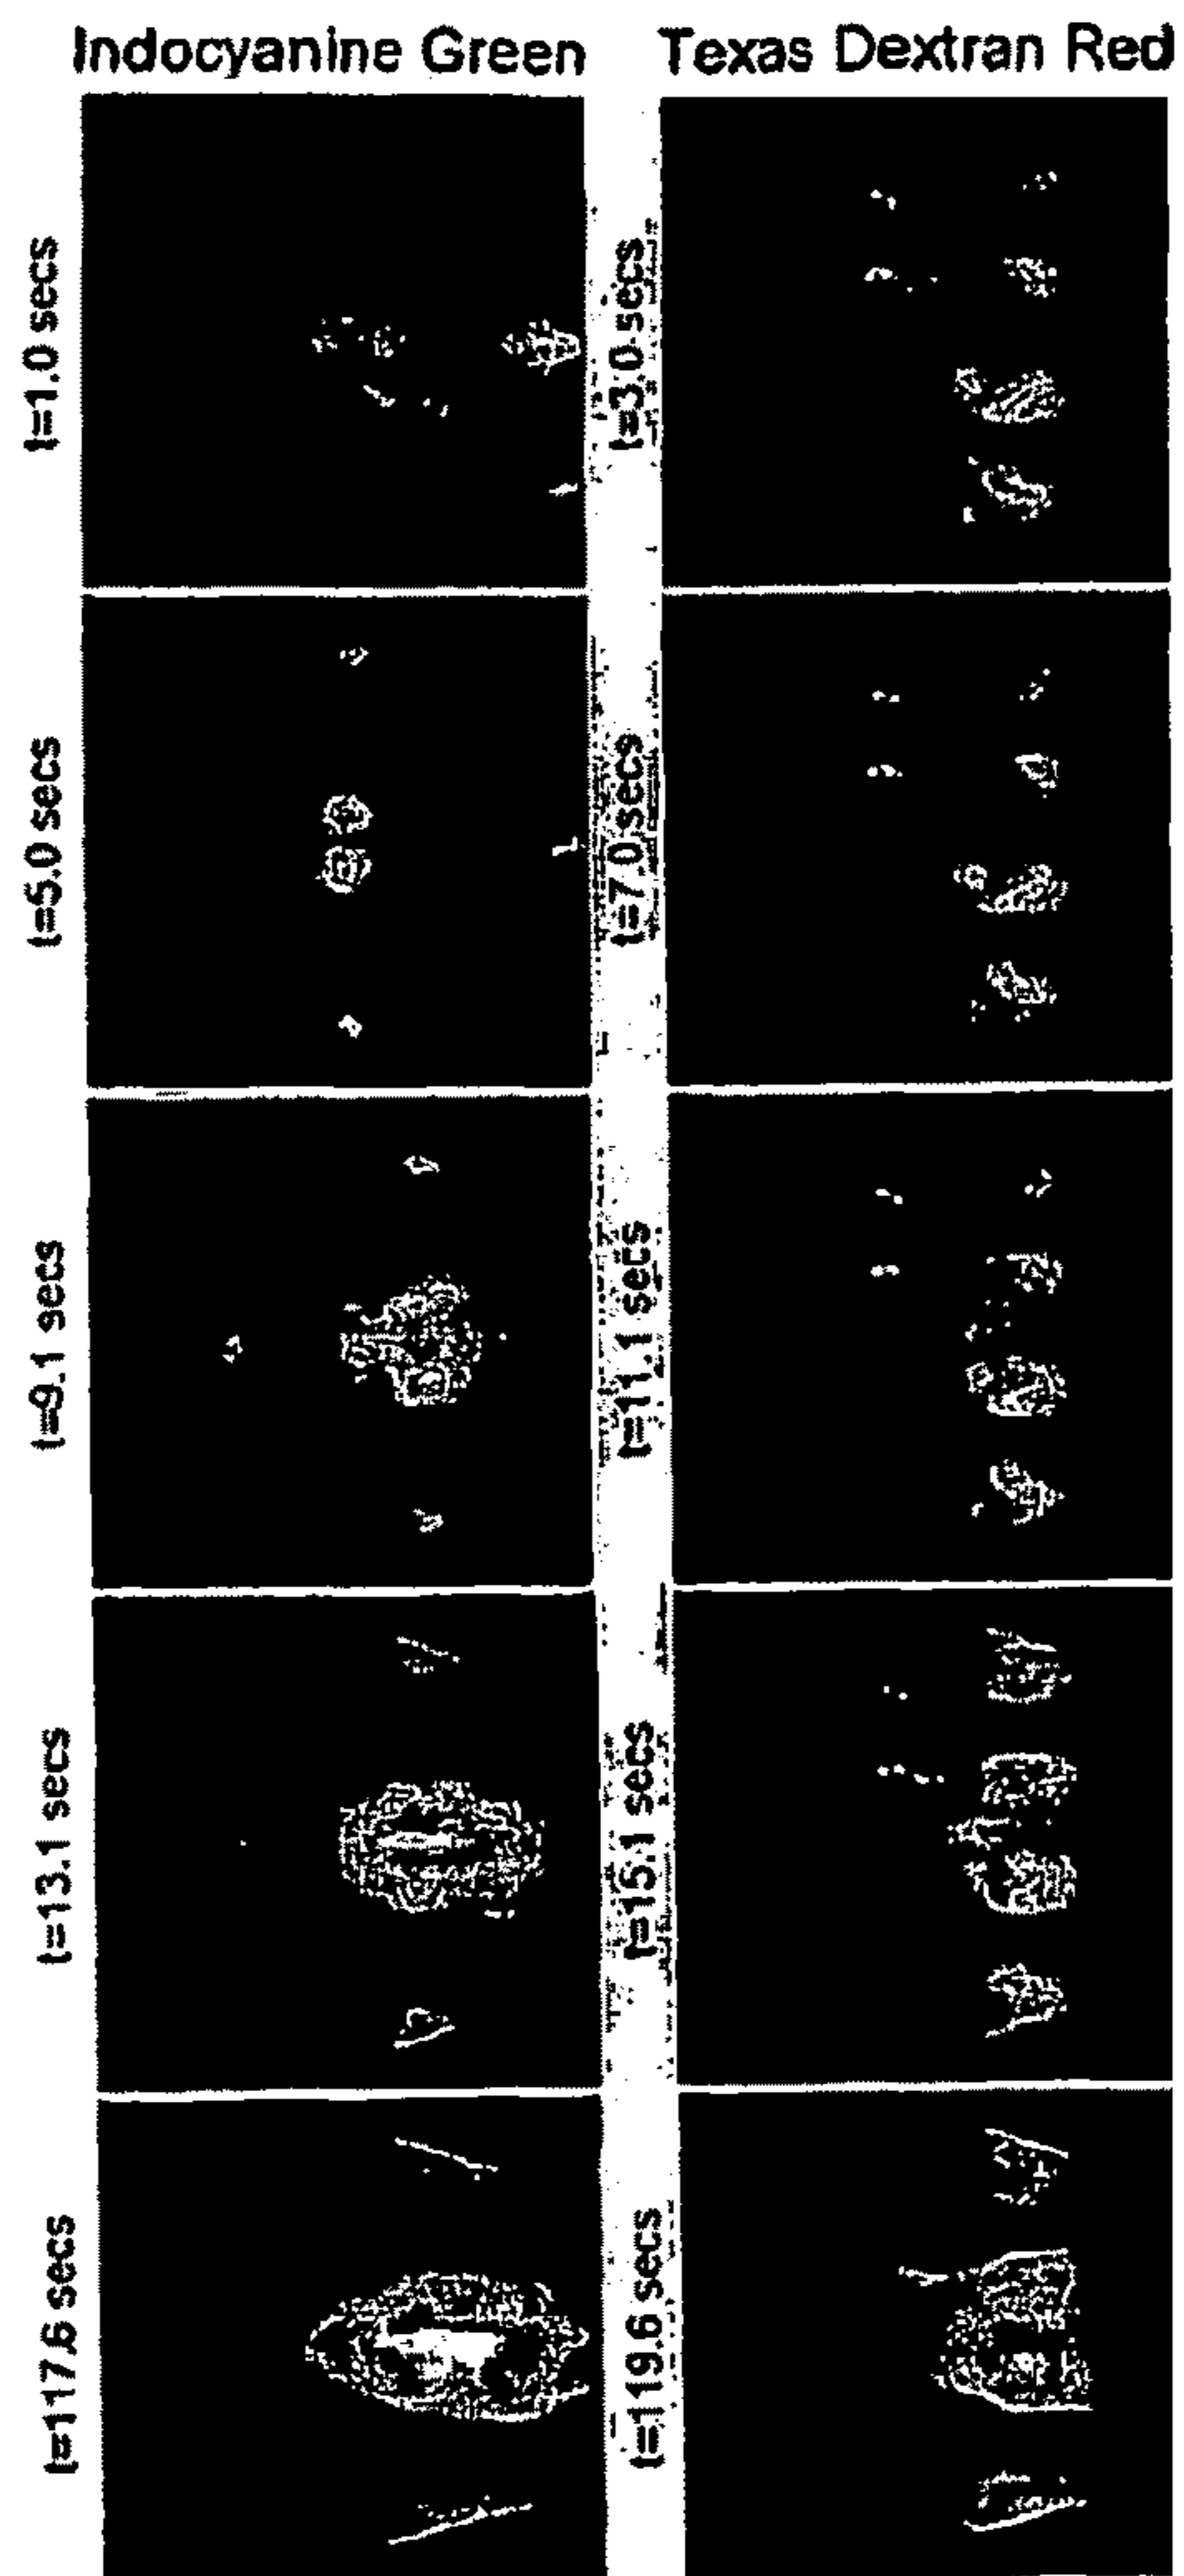 Indocyanine Green Texas Dextran Red
t=1.0 secs t=3.0 secs
t=5.0 secs t=7.0 secs
t=9.1 secs t=11.1 secs
t=13.1 secs t=15.1 secs
t=117.6 secs t=119.6 secs